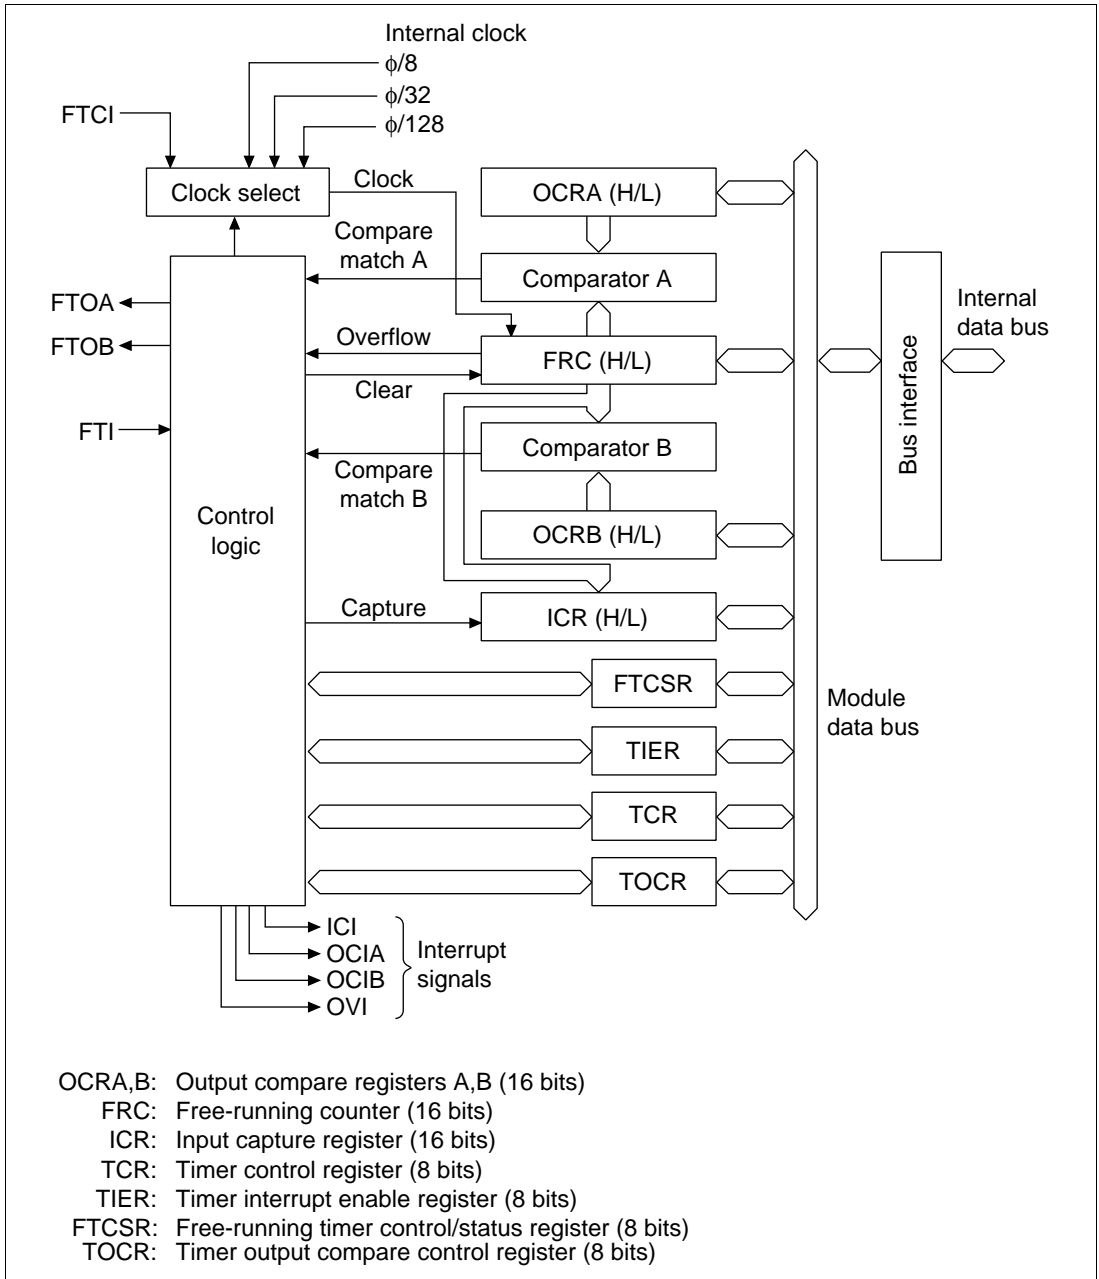 Internal clock
ϕ/8
ϕ/32
ϕ/128
FTCI
Clock select
Clock
OCRA (H/L)
Compare
match A
Comparator A
FTOA
FTOB
Overflow
FRC (H/L)
Clear
Internal
data bus
Bus interface
FTI
Comparator B
Compare
match B
Control
logic
OCRB (H/L)
Capture
ICR (H/L)
FTCSR
Module
data bus
TIER
TCR
TOCR
ICI
OCIA
OCIB
OVI
Interrupt
signals
OCRA,B: Output compare registers A,B (16 bits)
FRC: Free-running counter (16 bits)
ICR: Input capture register (16 bits)
TCR: Timer control register (8 bits)
TIER: Timer interrupt enable register (8 bits)
FTCSR: Free-running timer control/status register (8 bits)
TOCR: Timer output compare control register (8 bits)